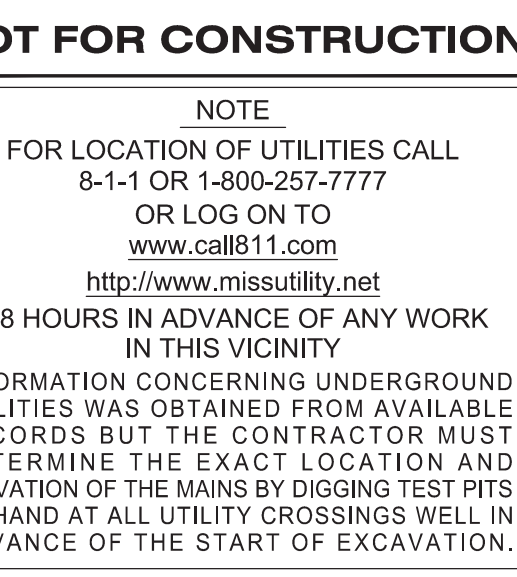 OT FOR CONSTRUCTION
NOTE
FOR LOCATION OF UTILITIES CALL
8-1-1 OR 1-800-257-7777
OR LOG ON TO
www.call811.com
http://www.missutility.net
8 HOURS IN ADVANCE OF ANY WORK
IN THIS VICINITY
ORMATION CONCERNING UNDERGROUND
LITIES WAS OBTAINED FROM AVAILABLE
CORDS BUT THE CONTRACTOR MUST
TERMINE THE EXACT LOCATION AND
VATION OF THE MAINS BY DIGGING TEST PITS
HAND AT ALL UTILITY CROSSINGS WELL IN
VANCE OF THE START OF EXCAVATION.